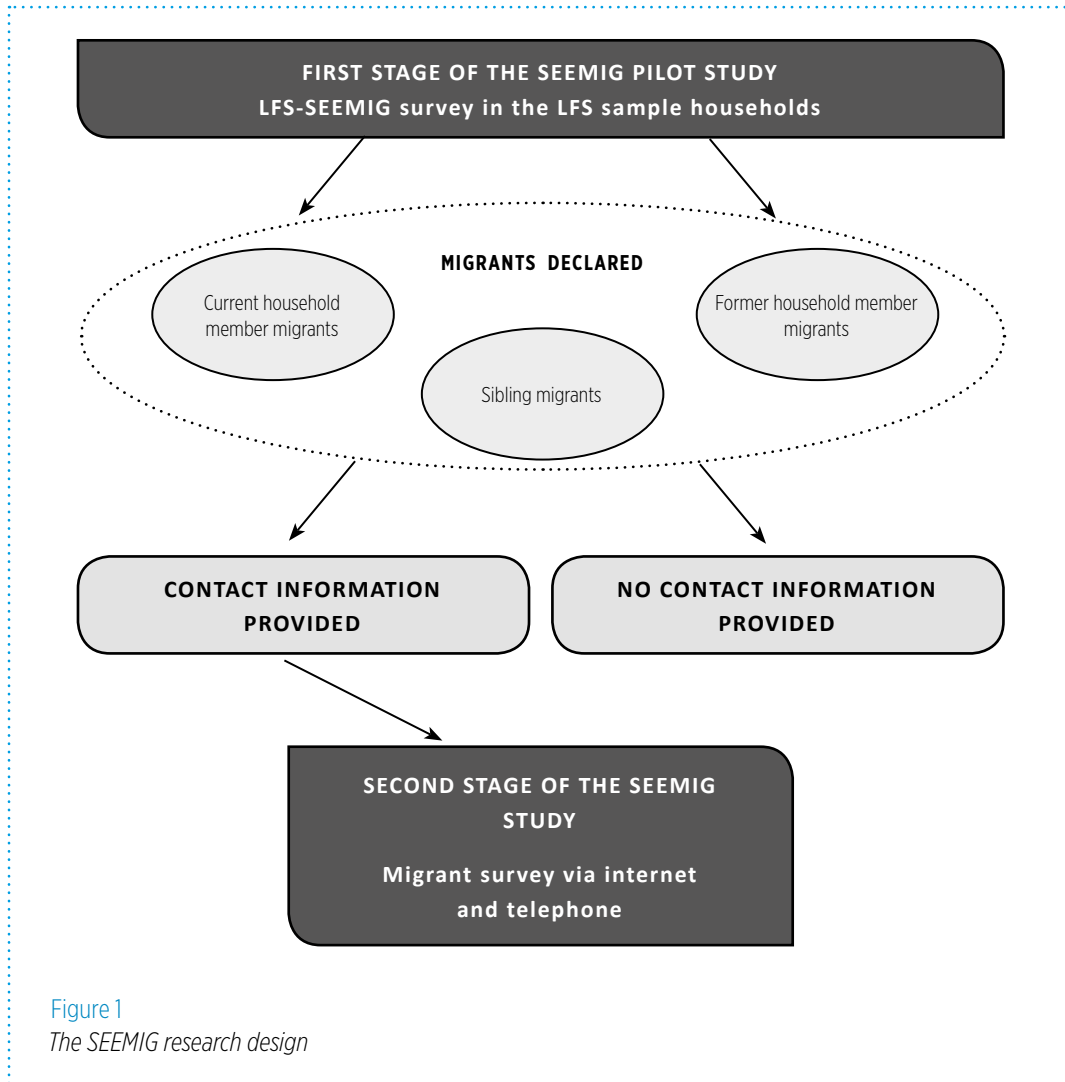 FIRST STAGE OF THE SEEMIG PILOT STUDY
LFS-SEEMIG survey in the LFS sample households
MIGRANTS DECLARED
Current household
member migrants
Former household member
migrants
Sibling migrants
CONTACT INFORMATION
PROVIDED
NO CONTACT INFORMATION
PROVIDED
SECOND STAGE OF THE SEEMIG
STUDY
Migrant survey via internet
and telephone
Figure 1
The SEEMIG research design